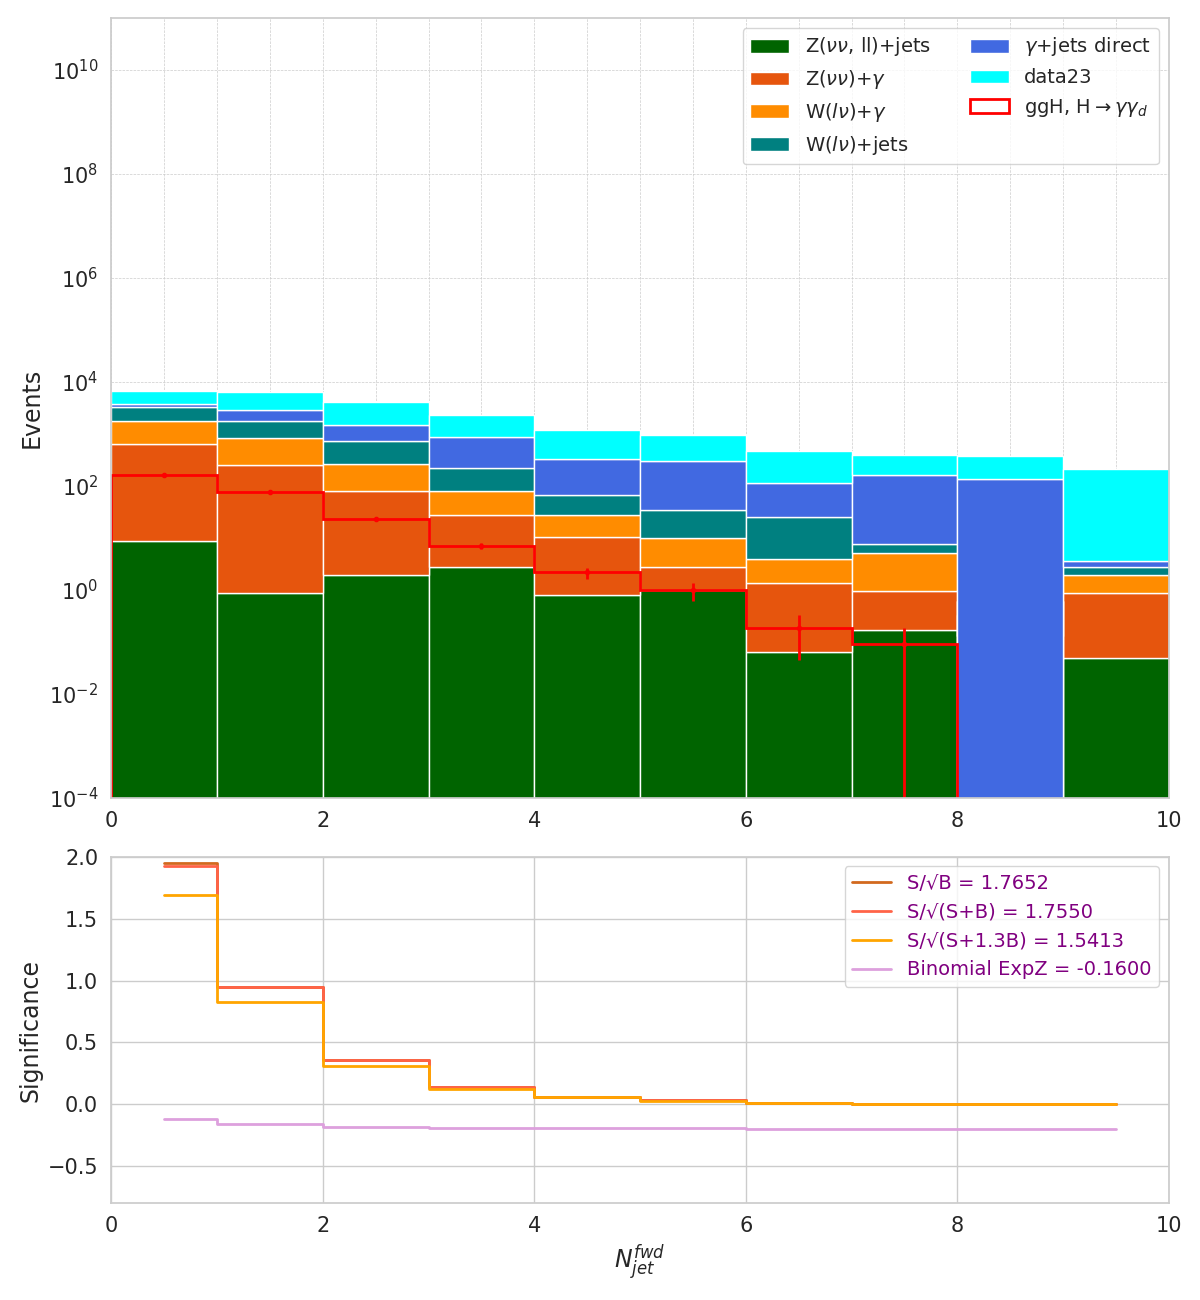 Z(νν, ll)+jets
Z(νν)+γ
W(lν)+γ
W(lν)+jets
γ+jets direct
data23
ggH, H→γγ_d
Events
10^10
10^8
10^6
10^4
10^2
10^0
10^−2
10^−4
0 2 4 6 8 10
S/√B = 1.7652
S/√(S+B) = 1.7550
S/√(S+1.3B) = 1.5413
Binomial ExpZ = -0.1600
Significance
2.0
1.5
1.0
0.5
0.0
−0.5
0 2 4 6 8 10
N_jet^fwd